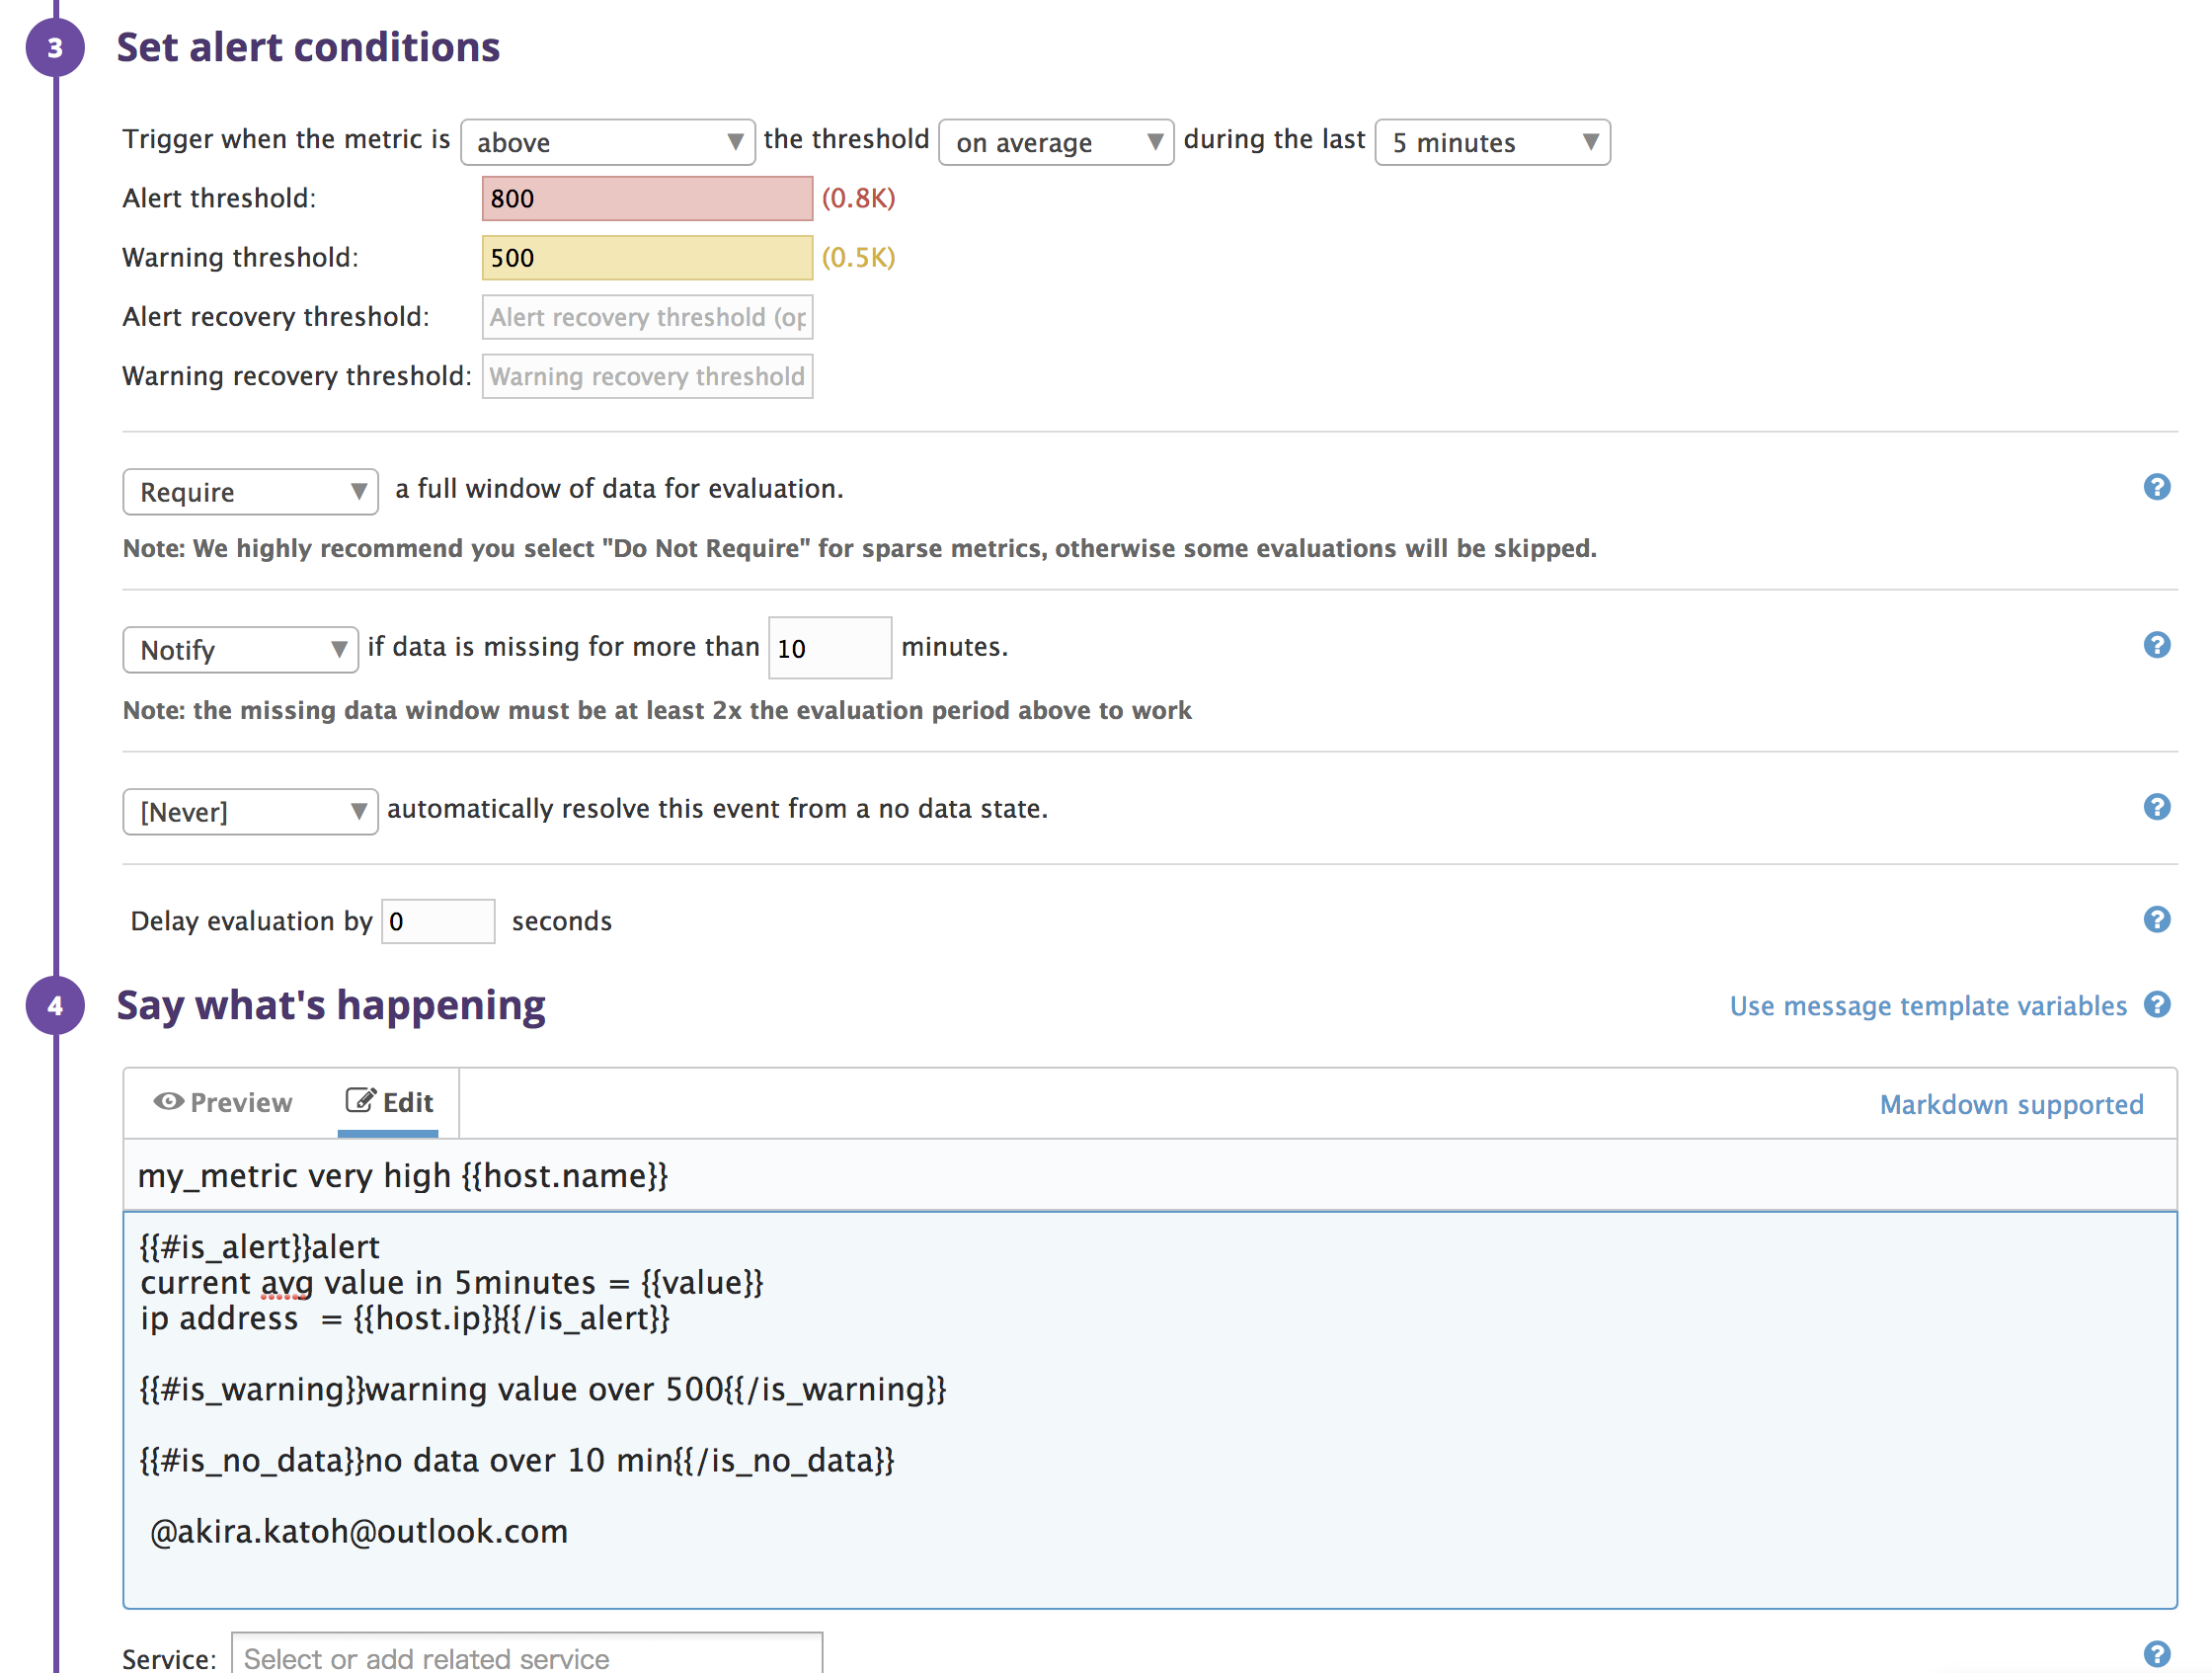 3 Set alert conditions
Trigger when the metric is above the threshold on average during the last 5 minutes
Alert threshold: 800 (0.8K)
Warning threshold: 500 (0.5K)
Alert recovery threshold: Alert recovery threshold (op
Warning recovery threshold: Warning recovery threshold
Require a full window of data for evaluation. ?
Note: We highly recommend you select "Do Not Require" for sparse metrics, otherwise some evaluations will be skipped.
Notify if data is missing for more than 10 minutes. ?
Note: the missing data window must be at least 2x the evaluation period above to work
[Never] automatically resolve this event from a no data state. ?
Delay evaluation by 0 seconds ?
4 Say what's happening Use message template variables ?
Preview Edit Markdown supported
my_metric very high {{host.name}}
{{#is_alert}}alert
current avg value in 5minutes = {{value}}
ip address  = {{host.ip}}{{/is_alert}}
{{#is_warning}}warning value over 500{{/is_warning}}
{{#is_no_data}}no data over 10 min{{/is_no_data}}
@akira.katoh@outlook.com
Service: Select or add related service ?